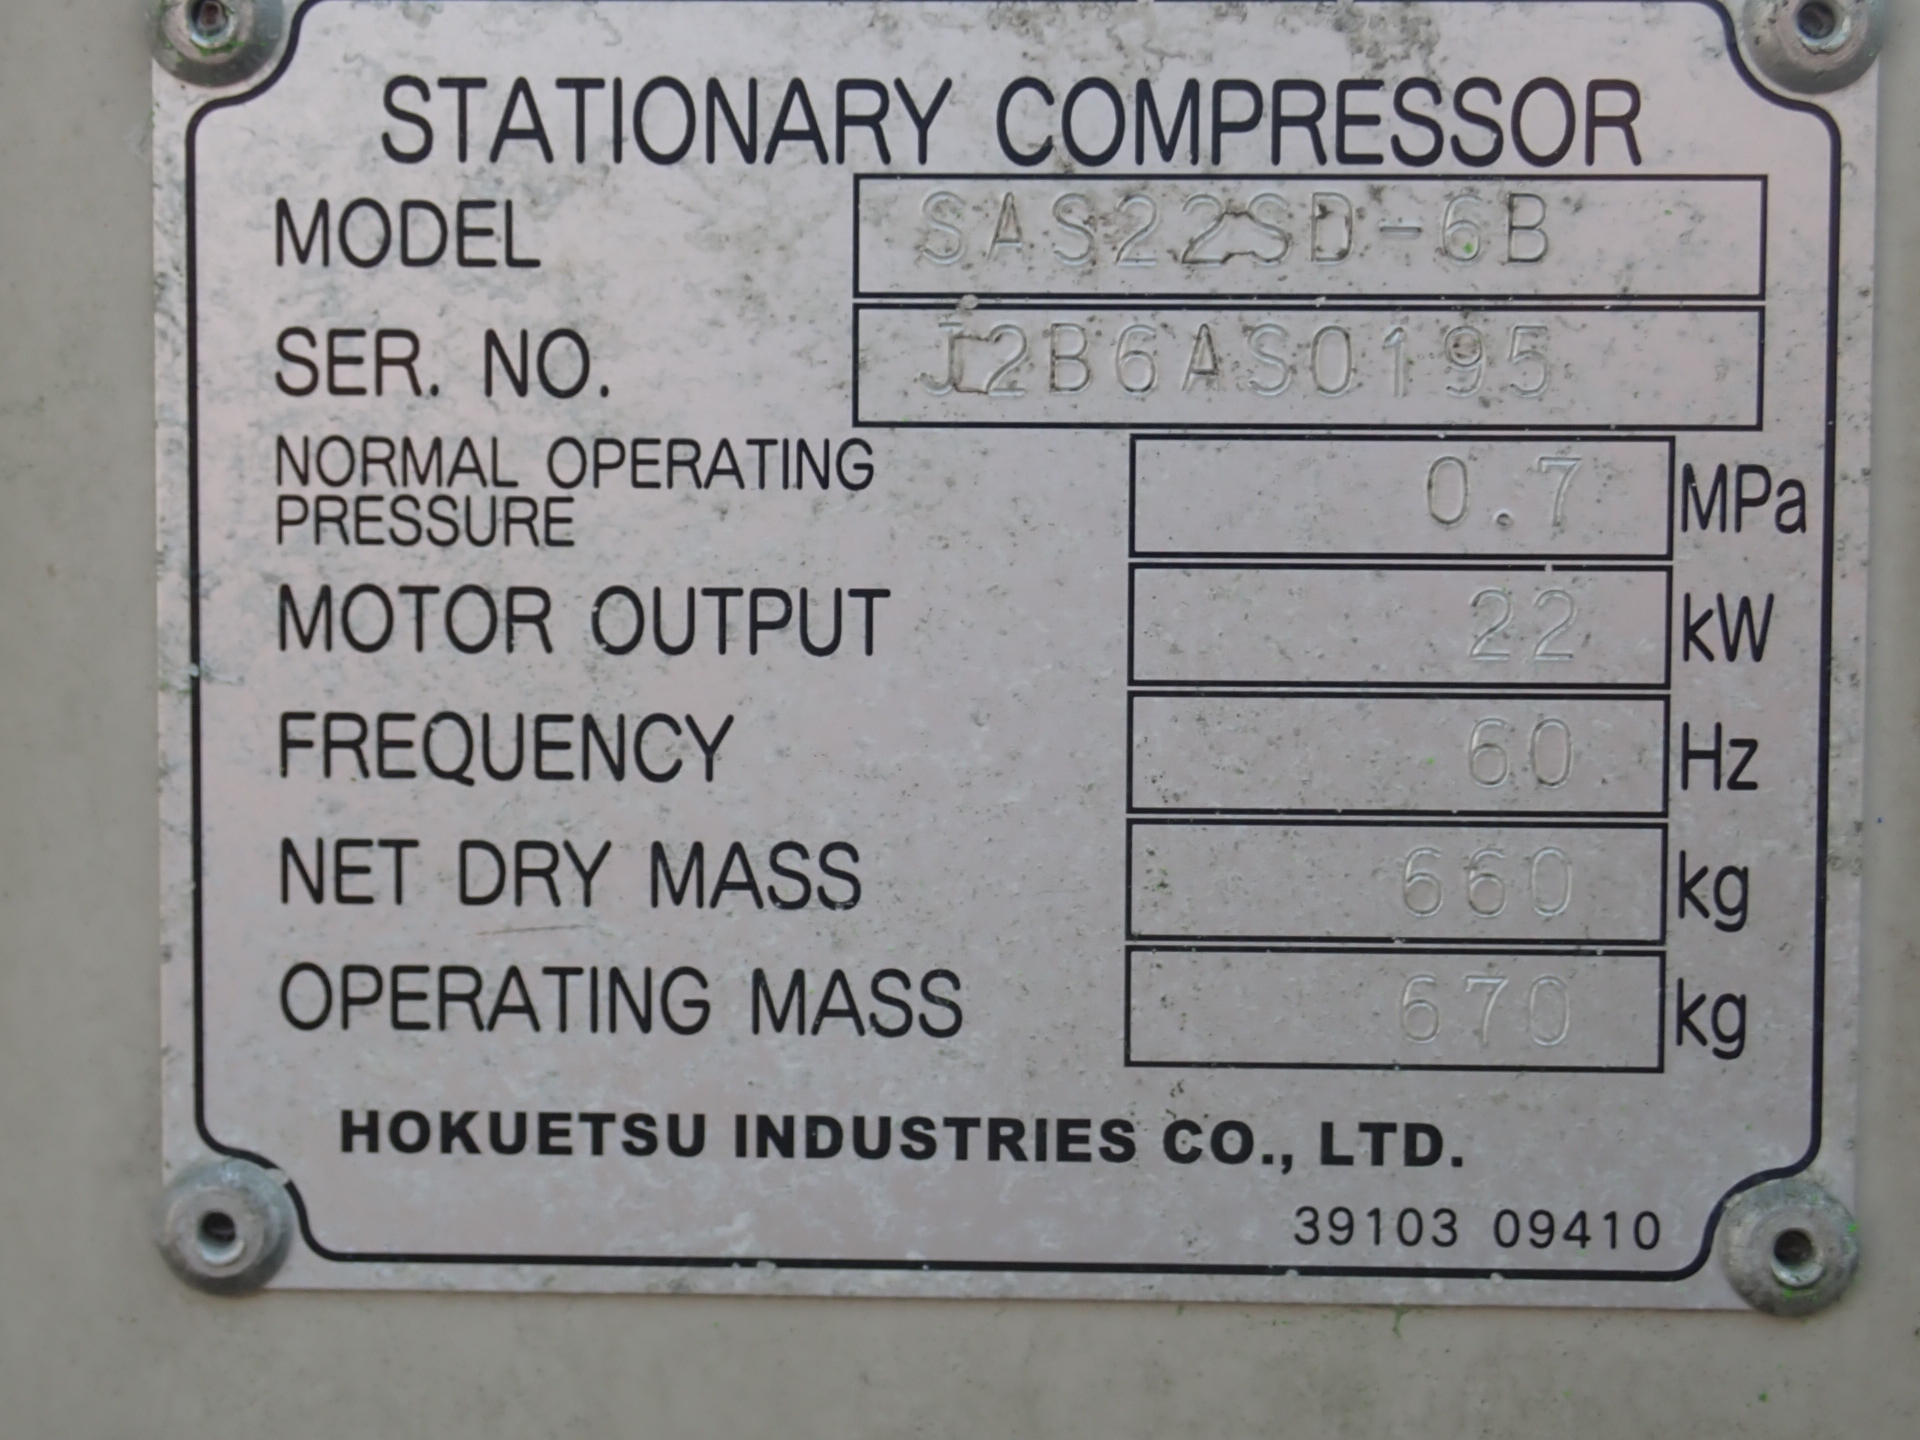 STATIONARY COMPRESSOR
MODEL SAS22SD-6B
SER. NO. J2B6AS0195
NORMAL OPERATING
PRESSURE 0.7 MPa
MOTOR OUTPUT 22 kW
FREQUENCY 60 Hz
NET DRY MASS 660 kg
OPERATING MASS 670 kg
HOKUETSU INDUSTRIES CO., LTD.
39103 09410